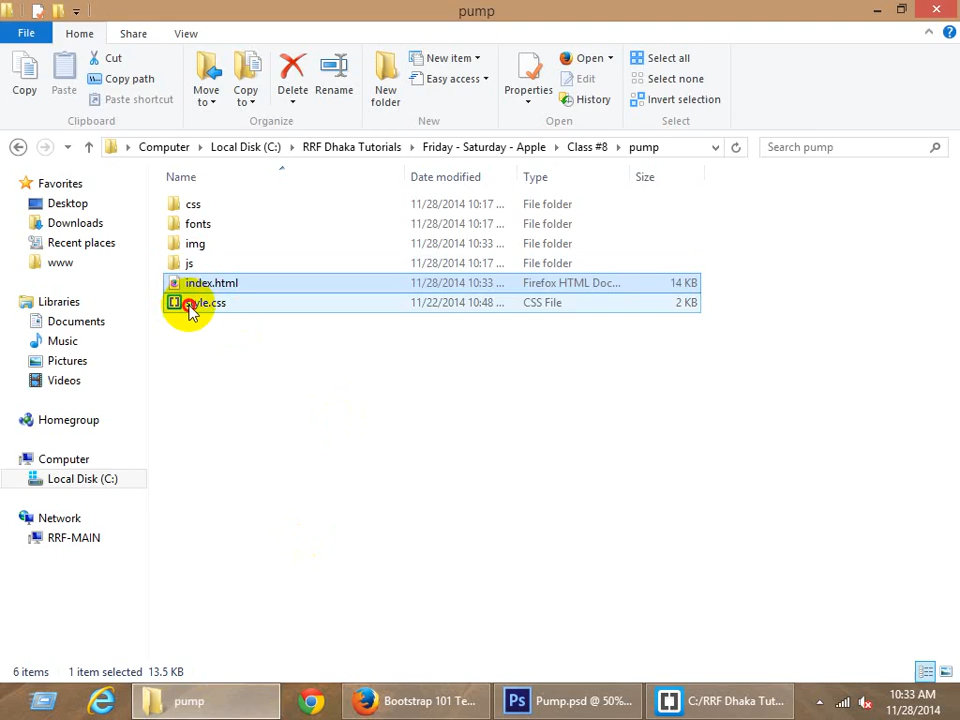 pump
File Home Share View
Copy
Paste
Cut
Copy path
Paste shortcut
Clipboard
Move to
Copy to
Delete
Rename
Organize
New folder
New item
Easy access
New
Properties
Open
Edit
History
Open
Select all
Select none
Invert selection
Select
Computer Local Disk (C:) RRF Dhaka Tutorials Friday - Saturday - Apple Class #8 pump
Search pump
Name Date modified Type Size
css 11/28/2014 10:17 ... File folder
fonts 11/28/2014 10:17 ... File folder
img 11/28/2014 10:33 ... File folder
js 11/28/2014 10:17 ... File folder
index.html 11/28/2014 10:33 ... Firefox HTML Doc... 14 KB
style.css 11/22/2014 10:48 ... CSS File 2 KB
Favorites
Desktop
Downloads
Recent places
www
Libraries
Documents
Music
Pictures
Videos
Homegroup
Computer
Local Disk (C:)
Network
RRF-MAIN
6 items 1 item selected 13.5 KB
pump
Bootstrap 101 Te...
Ps Pump.psd @ 50%...
C:/RRF Dhaka Tut...
10:33 AM
11/28/2014